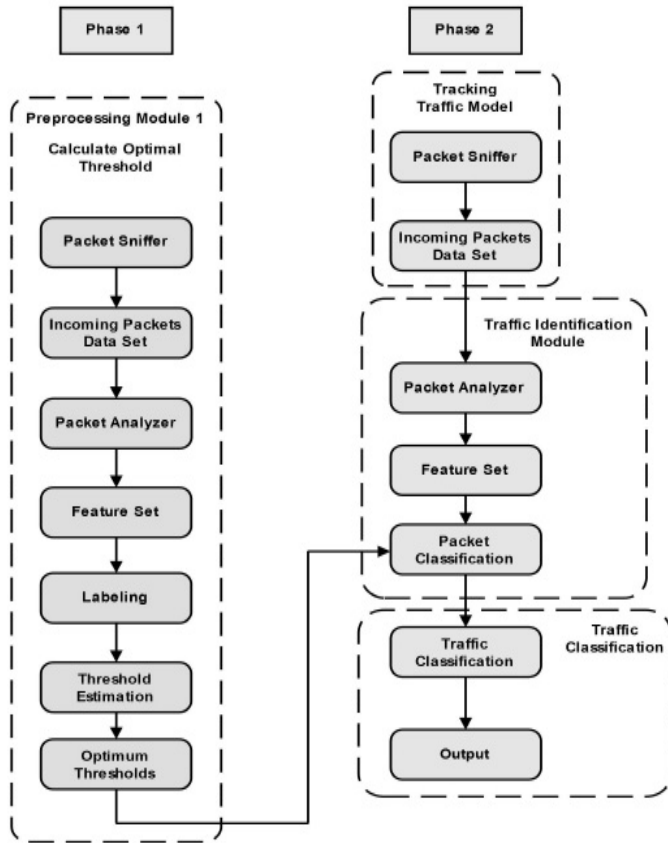 Phase 1
Preprocessing Module 1
Calculate Optimal
Threshold
Packet Sniffer
Incoming Packets
Data Set
Packet Analyzer
Feature Set
Labeling
Threshold
Estimation
Optimum
Thresholds
Phase 2
Tracking
Traffic Model
Packet Sniffer
Incoming Packets
Data Set
Traffic Identification
Module
Packet Analyzer
Feature Set
Packet
Classification
Traffic
Classification
Traffic
Classification
Output